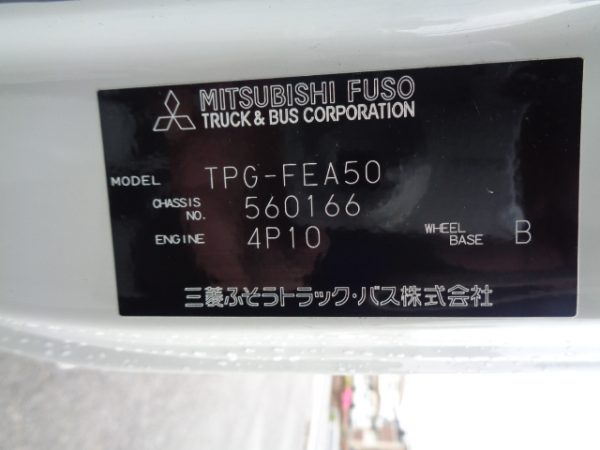 MITSUBISHI FUSO
TRUCK & BUS CORPORATION
MODEL TPG-FEA50
CHASSIS NO. 560166
ENGINE 4P10 WHEEL BASE B
三菱ふそうトラック・バス株式会社